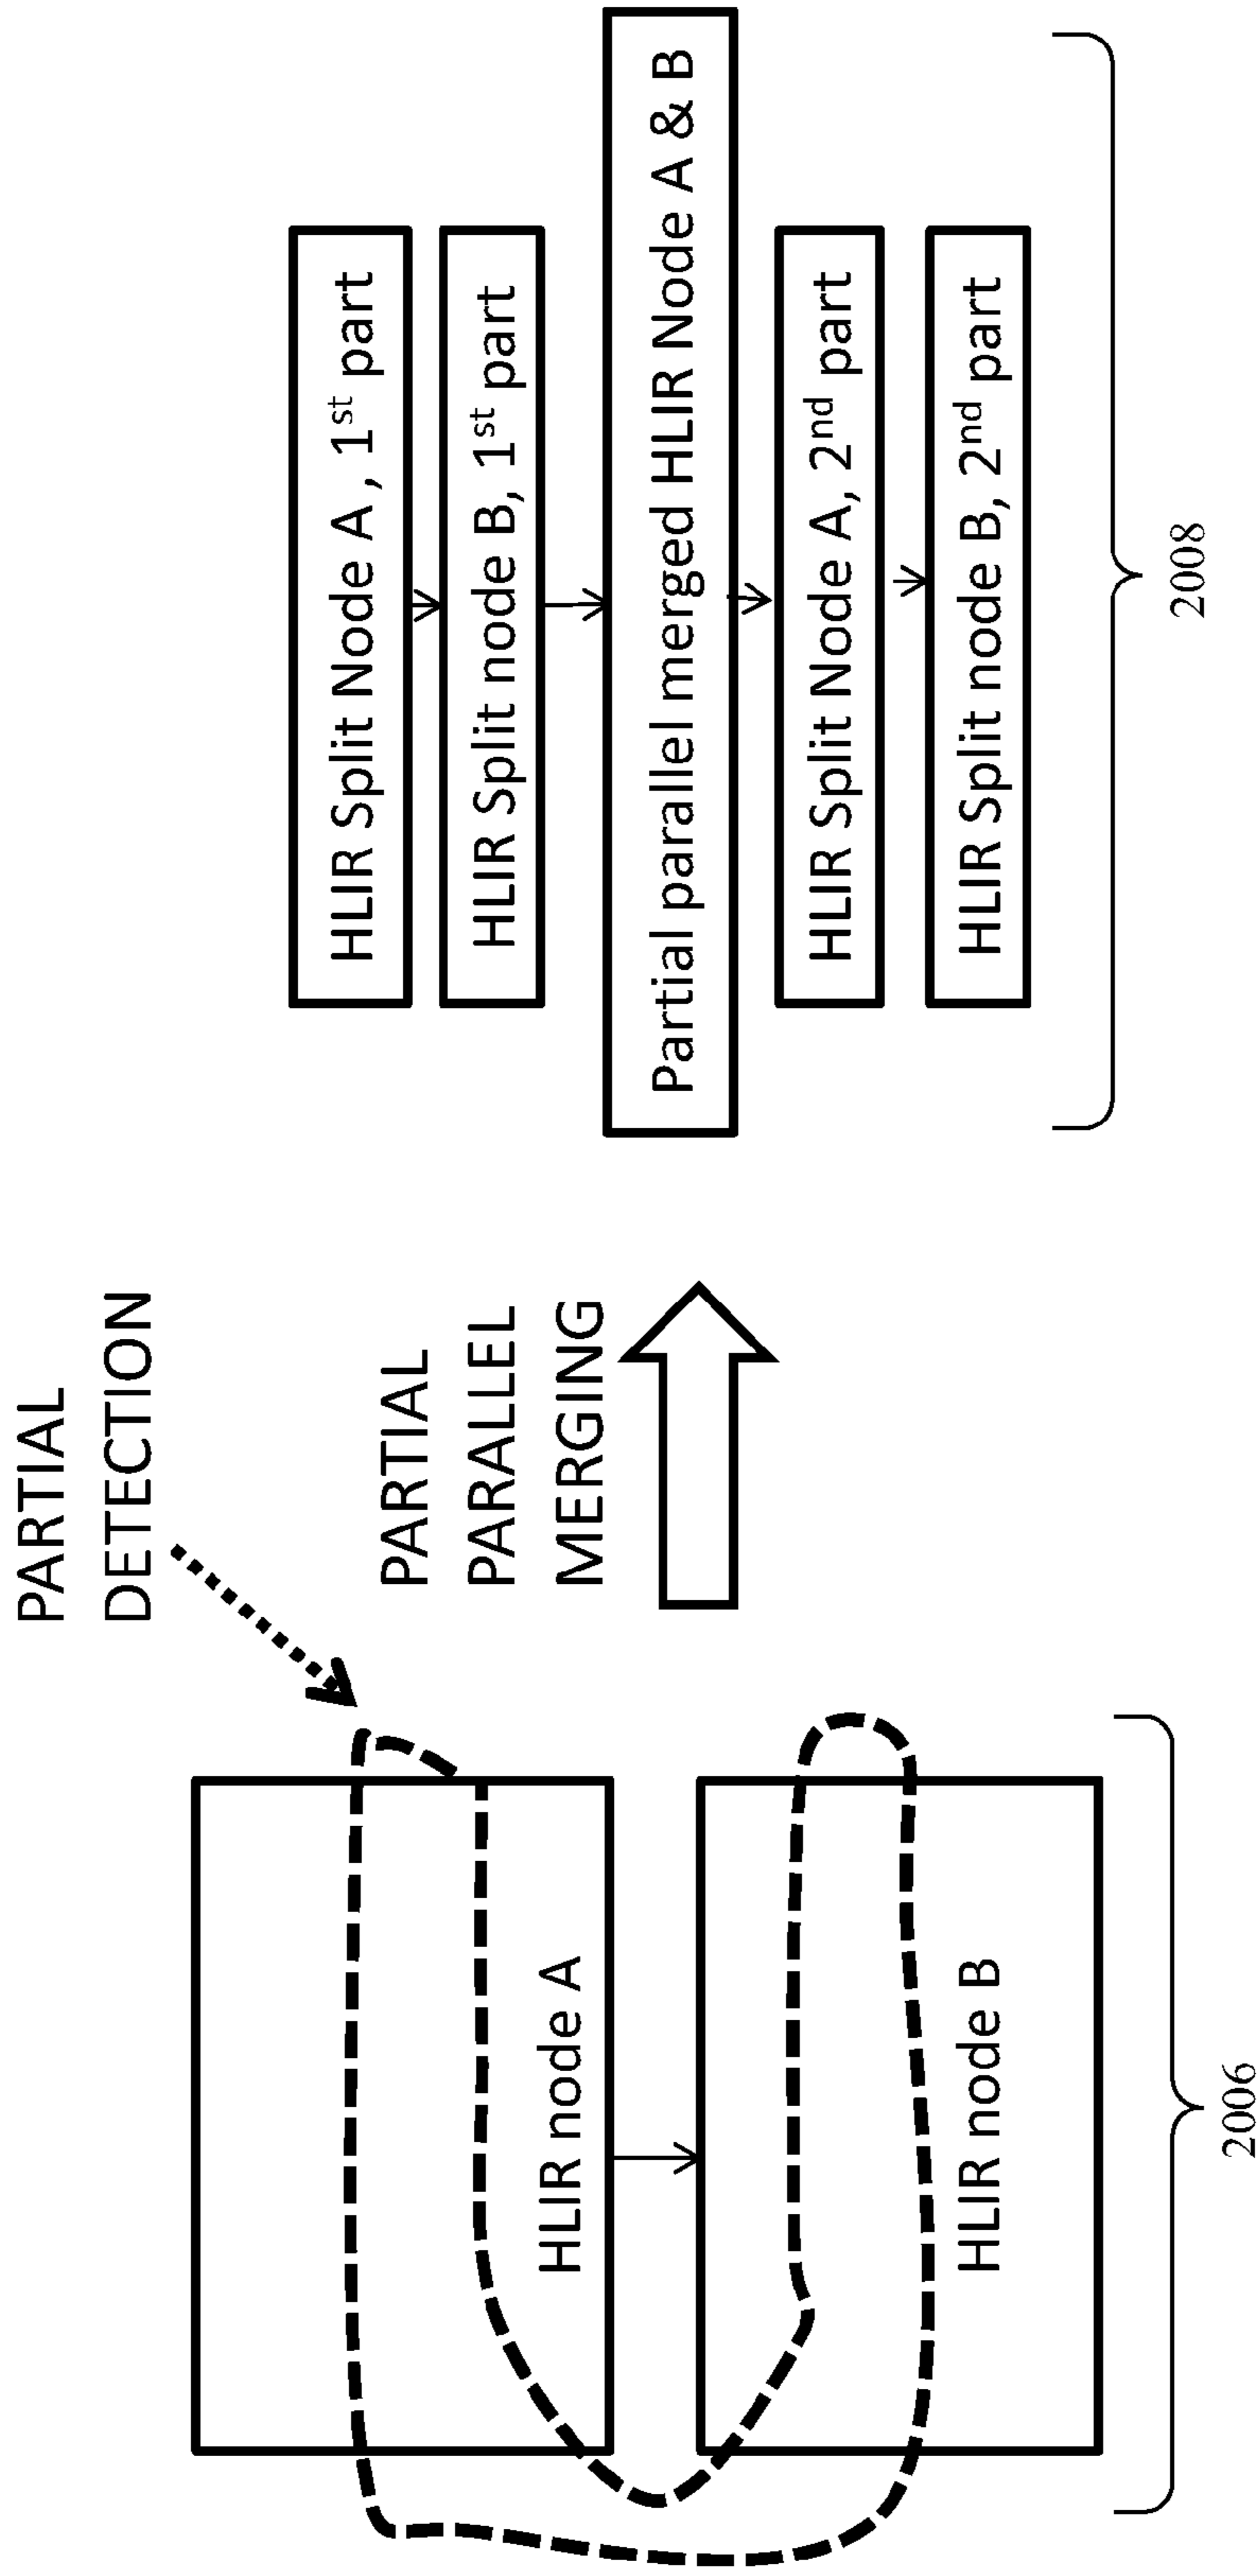 PARTIAL
DETECTION
HLIR node A
HLIR node B
2006
PARTIAL
PARALLEL
MERGING
HLIR Split Node A , 1st part
HLIR Split node B, 1st part
Partial parallel merged HLIR Node A & B
HLIR Split Node A, 2nd part
HLIR Split node B, 2nd part
2008